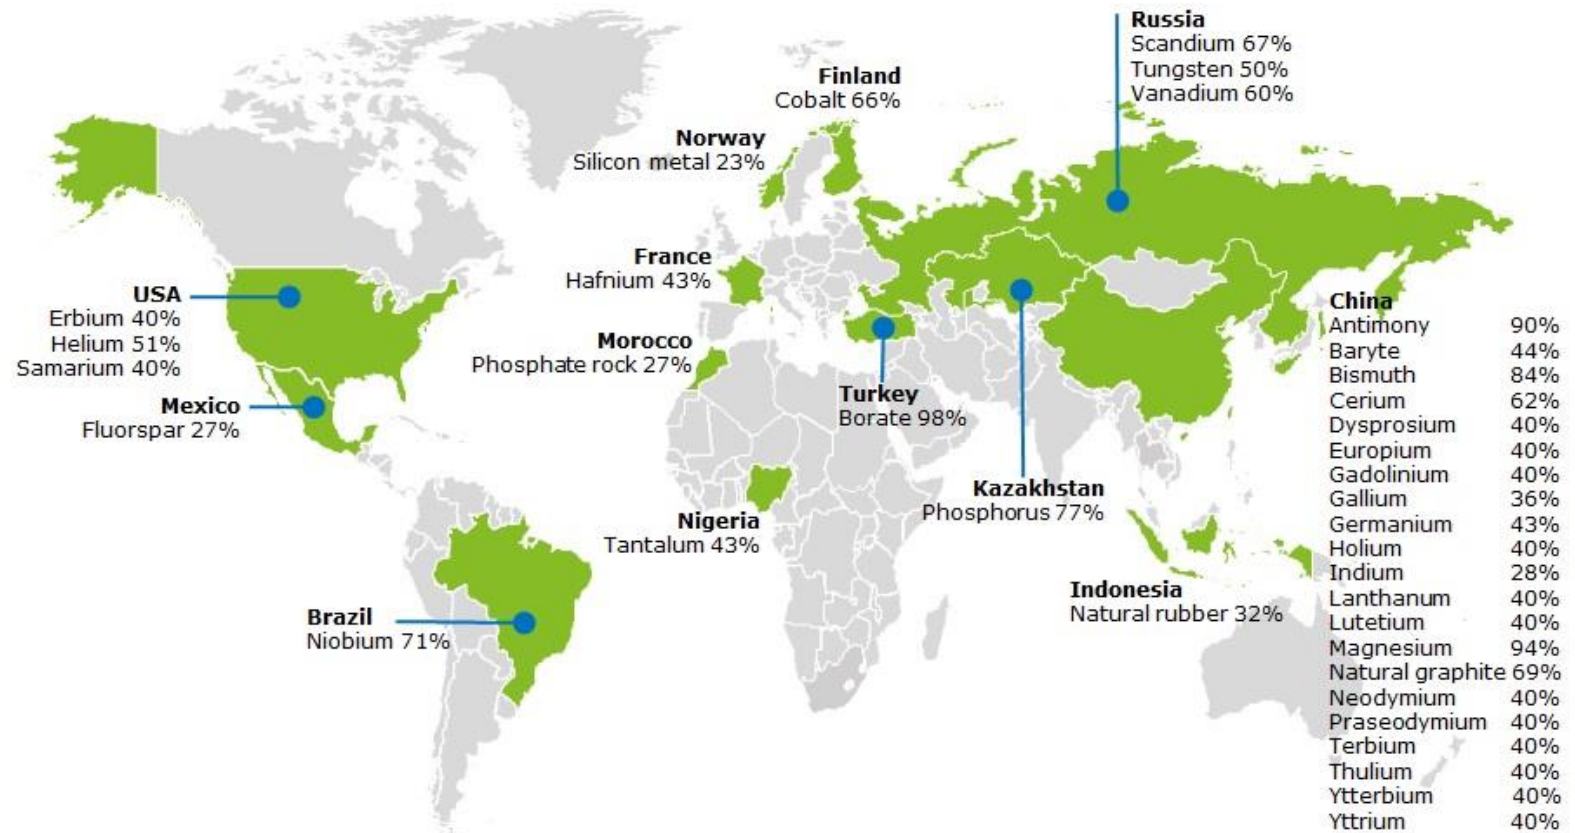 Russia
Scandium 67%
Tungsten 50%
Vanadium 60%
Finland
Cobalt 66%
Norway
Silicon metal 23%
France
Hafnium 43%
USA
Erbium 40%
Helium 51%
Samarium 40%
Morocco
Phosphate rock 27%
Mexico
Fluorspar 27%
Turkey
Borate 98%
Kazakhstan
Phosphorus 77%
Nigeria
Tantalum 43%
Indonesia
Natural rubber 32%
Brazil
Niobium 71%
China
Antimony 90%
Baryte 44%
Bismuth 84%
Cerium 62%
Dysprosium 40%
Europium 40%
Gadolinium 40%
Gallium 36%
Germanium 43%
Holium 40%
Indium 28%
Lanthanum 40%
Lutetium 40%
Magnesium 94%
Natural graphite 69%
Neodymium 40%
Praseodymium 40%
Terbium 40%
Thulium 40%
Ytterbium 40%
Yttrium 40%